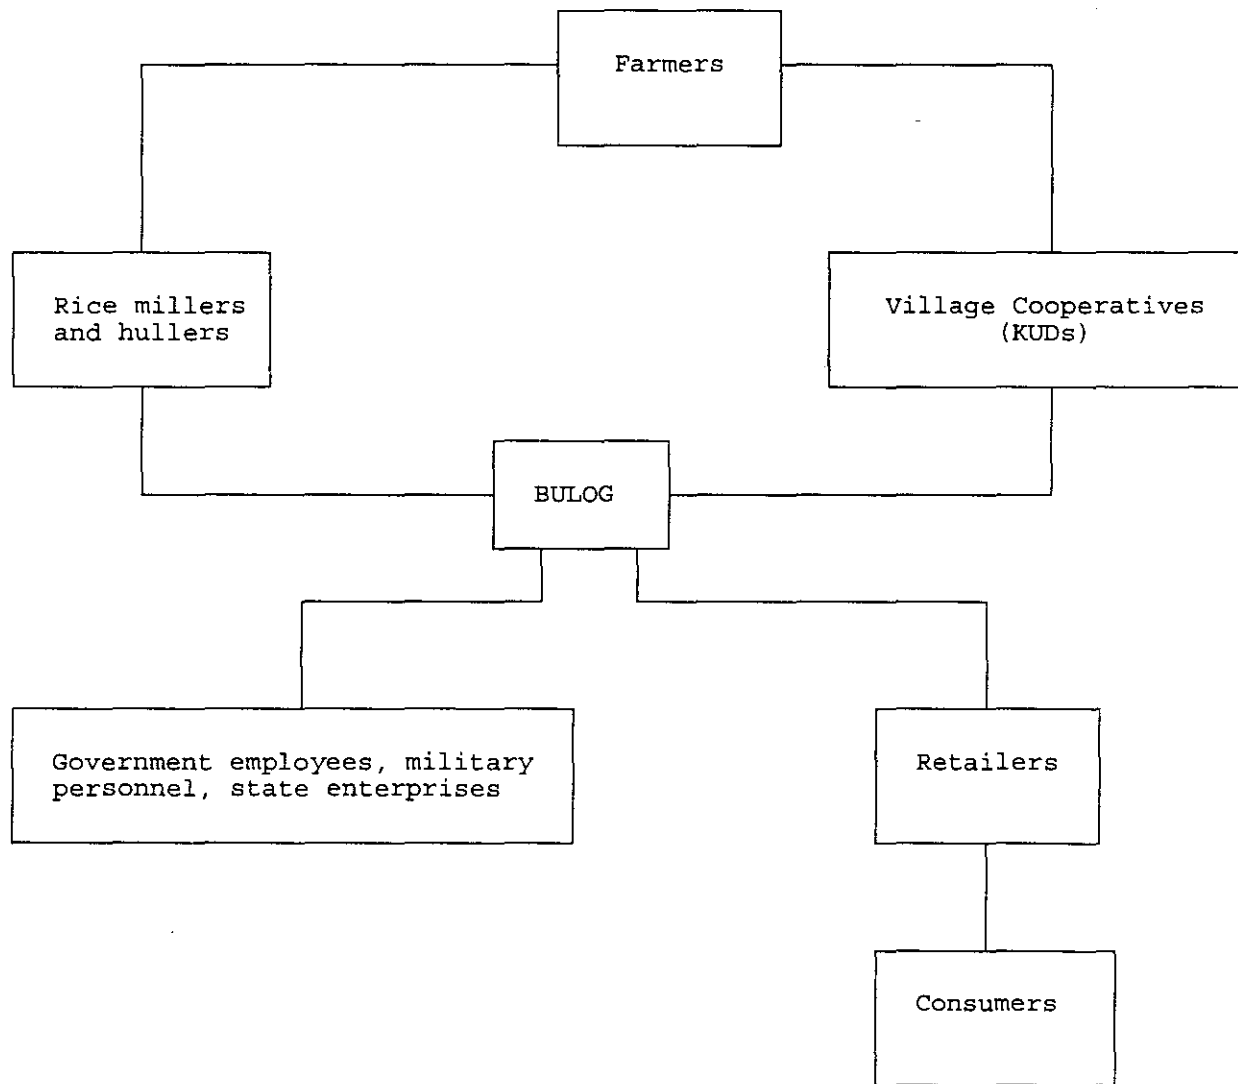 Farmers
Rice millers
and hullers
Village Cooperatives
(KUDs)
BULOG
Government employees, military
personnel, state enterprises
Retailers
Consumers